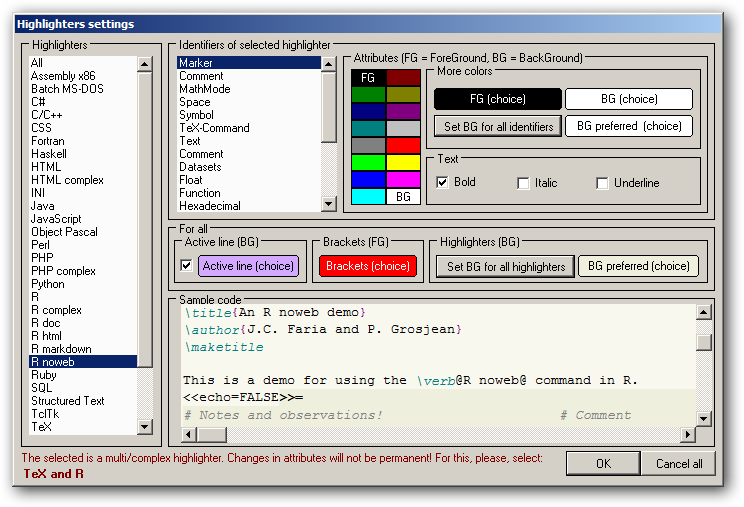 Highlighters settings
Highlighters
All
Assembly x86
Batch MS-DOS
C#
C/C++
CSS
Fortran
Haskell
HTML
HTML complex
INI
Java
JavaScript
Object Pascal
Perl
PHP
PHP complex
Python
R
R complex
R doc
R html
R markdown
R noweb
Ruby
SQL
Structured Text
TclTk
TeX
Identifiers of selected highlighter
Marker
Comment
MathMode
Space
Symbol
TeX-Command
Text
Comment
Datasets
Float
Function
Hexadecimal
Attributes (FG = ForeGround, BG = BackGround)
FG
BG
More colors
FG (choice)
BG (choice)
Set BG for all identifiers
BG preferred (choice)
Text
Bold
Italic
Underline
For all
Active line (BG)
Active line (choice)
Brackets (FG)
Brackets (choice)
Highlighters (BG)
Set BG for all highlighters
BG preferred (choice)
Sample code
\title{An R noweb demo}
\author{J.C. Faria and P. Grosjean}
\maketitle
This is a demo for using the \verb@R noweb@ command in R.
<<echo=FALSE>>=
# Notes and observations! # Comment
The selected is a multi/complex highlighter. Changes in attributes will not be permanent! For this, please, select:
TeX and R
OK
Cancel all